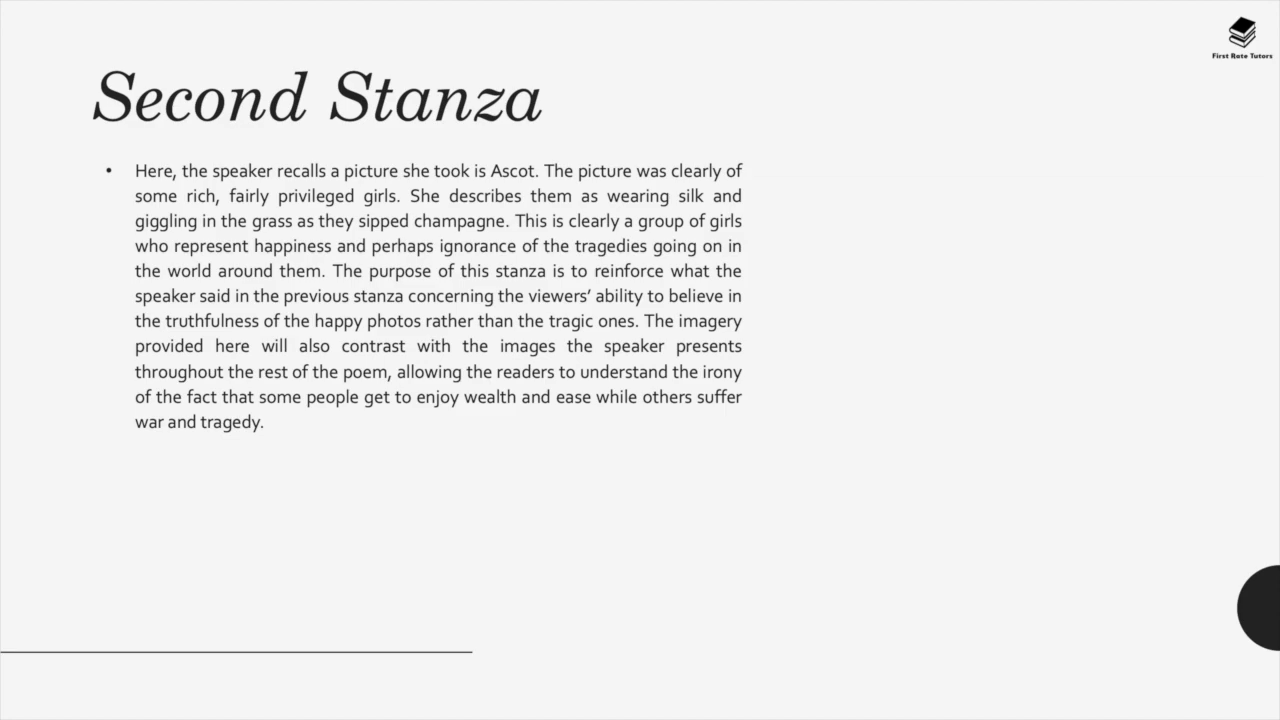 First Rate Tutors
Second Stanza
• Here, the speaker recalls a picture she took is Ascot. The picture was clearly of
some rich, fairly privileged girls. She describes them as wearing silk and
giggling in the grass as they sipped champagne. This is clearly a group of girls
who represent happiness and perhaps ignorance of the tragedies going on in
the world around them. The purpose of this stanza is to reinforce what the
speaker said in the previous stanza concerning the viewers’ ability to believe in
the truthfulness of the happy photos rather than the tragic ones. The imagery
provided here will also contrast with the images the speaker presents
throughout the rest of the poem, allowing the readers to understand the irony
of the fact that some people get to enjoy wealth and ease while others suffer
war and tragedy.